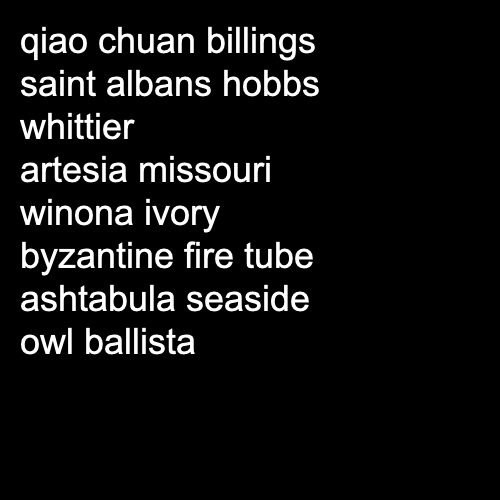 qiao chuan billings
saint albans hobbs
whittier
artesia missouri
winona ivory
byzantine fire tube
ashtabula seaside
owl ballista